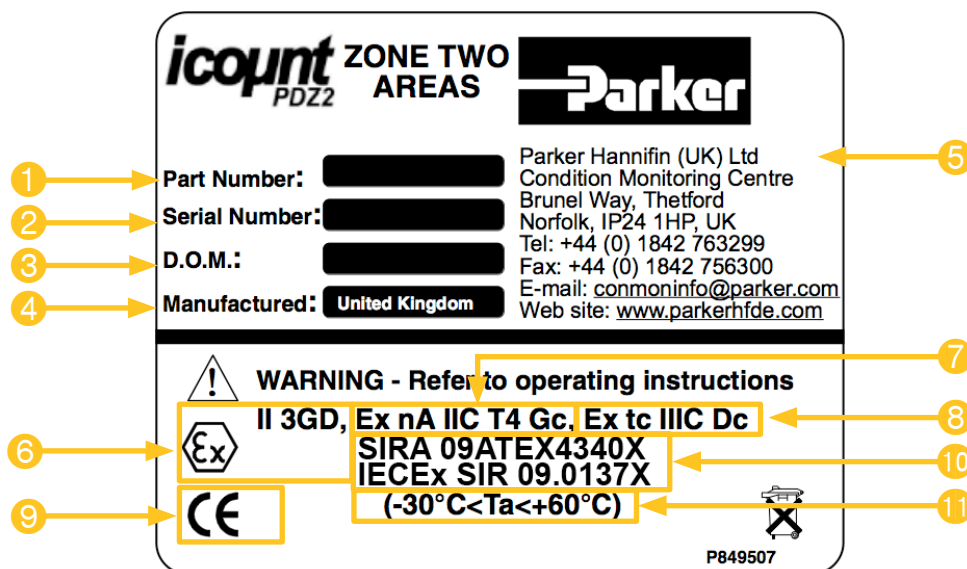 icount
PDZ2
ZONE TWO
AREAS
Parker
1
Part Number:
2
Serial Number:
3
D.O.M.:
4
Manufactured: United Kingdom
Parker Hannifin (UK) Ltd
Condition Monitoring Centre
Brunel Way, Thetford
Norfolk, IP24 1HP, UK
Tel: +44 (0) 1842 763299
Fax: +44 (0) 1842 756300
E-mail: conmoninfo@parker.com
Web site: www.parkerhfde.com
5
7
WARNING - Refer to operating instructions
II 3GD, Ex nA IIC T4 Gc, Ex tc IIIC Dc
8
6
Ex
SIRA 09ATEX4340X
IECEx SIR 09.0137X
10
9
CE
(-30°C<Ta<+60°C)
11
P849507